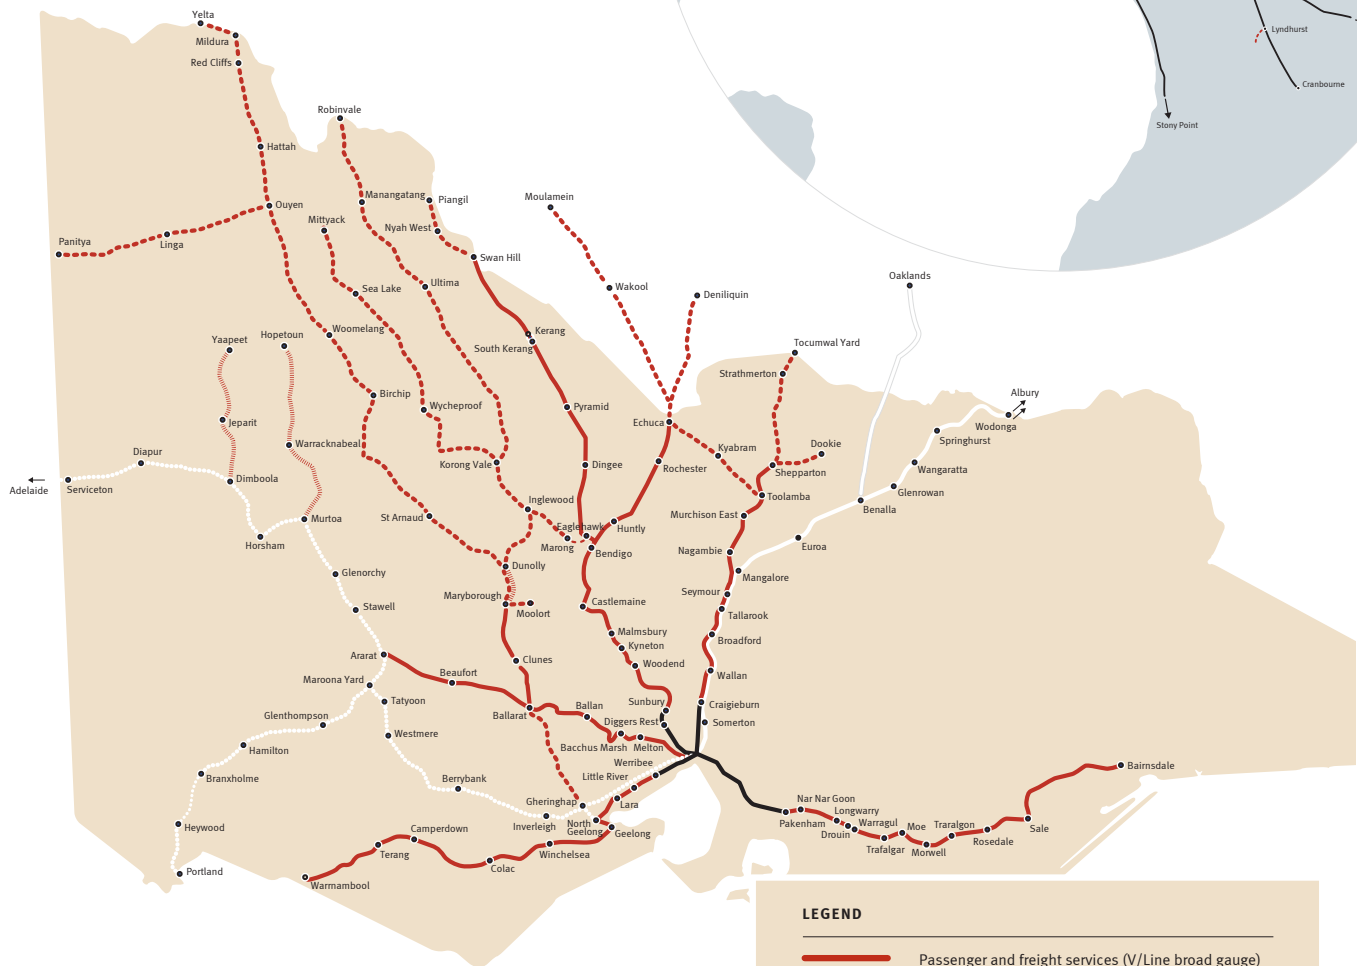 Yelta
Mildura
Red Cliffs
Lyndhurst
Cranbourne
Stony Point
Robinvale
Hattah
Manangatang
Piangil
Moulamein
Ouyen
Mittyack
Nyah West
Panitya
Linga
Swan Hill
Oaklands
Sea Lake
Ultima
Wakool
Deniliquin
Yaapeet
Hopetoun
Woomelang
Kerang
South Kerang
Tocumwal Yard
Strathmerton
Birchip
Wycheproof
Pyramid
Albury
Jeparit
Echuca
Wodonga
Warracknabeal
Springhurst
Diapur
Korong Vale
Dingee
Rochester
Kyabram
Dookie
Shepparton
Wangaratta
Adelaide
Serviceton
Dimboola
Toolamba
Glenrowan
Inglewood
Benalla
Murtoa
St Arnaud
Eaglehawk
Huntly
Murchison East
Horsham
Marong
Bendigo
Nagambie
Euroa
Glenorchy
Dunolly
Mangalore
Stawell
Maryborough
Moolort
Castlemaine
Seymour
Tallarook
Malmsbury
Broadford
Kyneton
Ararat
Clunes
Woodend
Maroona Yard
Beaufort
Wallan
Tatyoon
Sunbury
Craigieburn
Glenthompson
Ballarat
Ballan
Diggers Rest
Somerton
Westmere
Hamilton
Bacchus Marsh
Melton
Werribee
Bairnsdale
Branxholme
Berrybank
Little River
Gheringhap
Lara
Nar Nar Goon
Longwarry
Heywood
Camperdown
Inverleigh
North
Geelong
Geelong
Pakenham
Drouin
Warragul
Moe
Traralgon
Sale
Terang
Winchelsea
Trafalgar
Morwell
Rosedale
Portland
Warrnambool
Colac
LEGEND
Passenger and freight services (V/Line broad gauge)